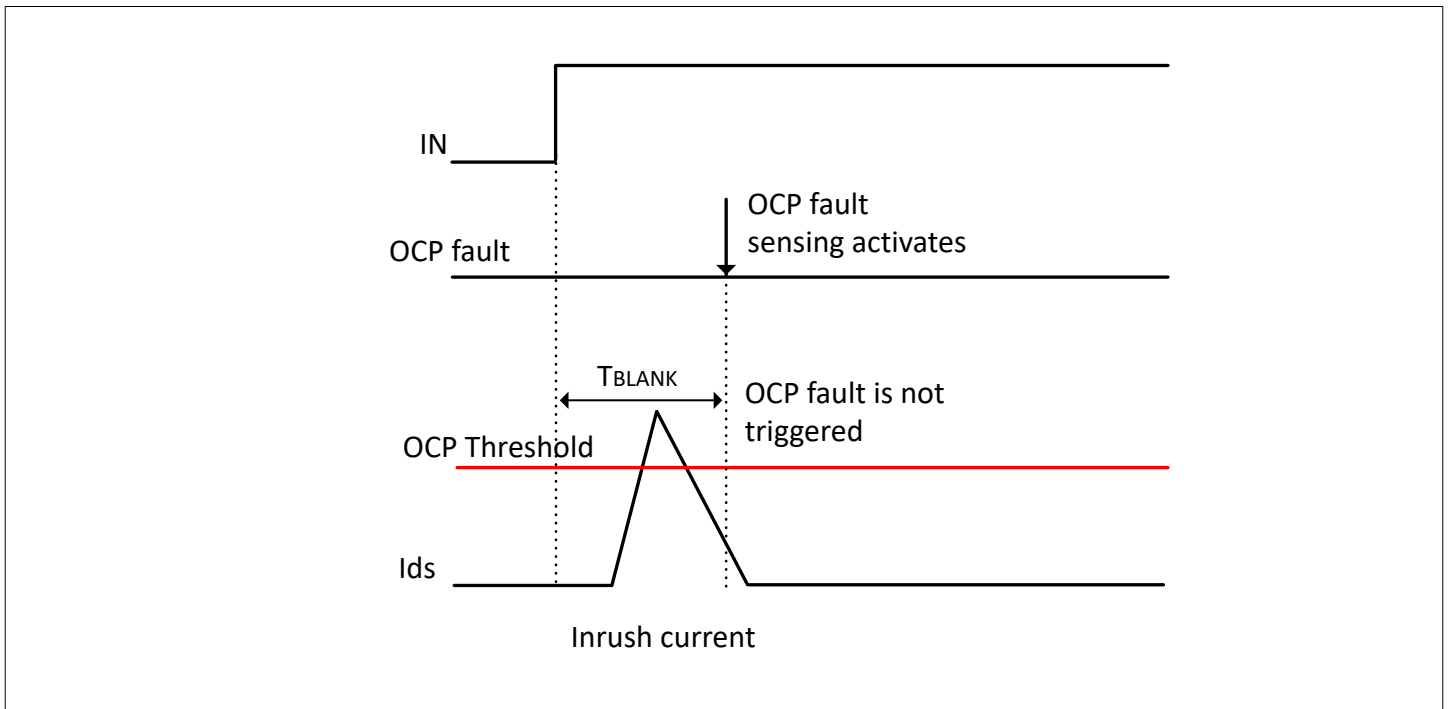 IN
OCP fault
sensing activates
OCP fault
TBLANK
OCP fault is not
triggered
OCP Threshold
Ids
Inrush current